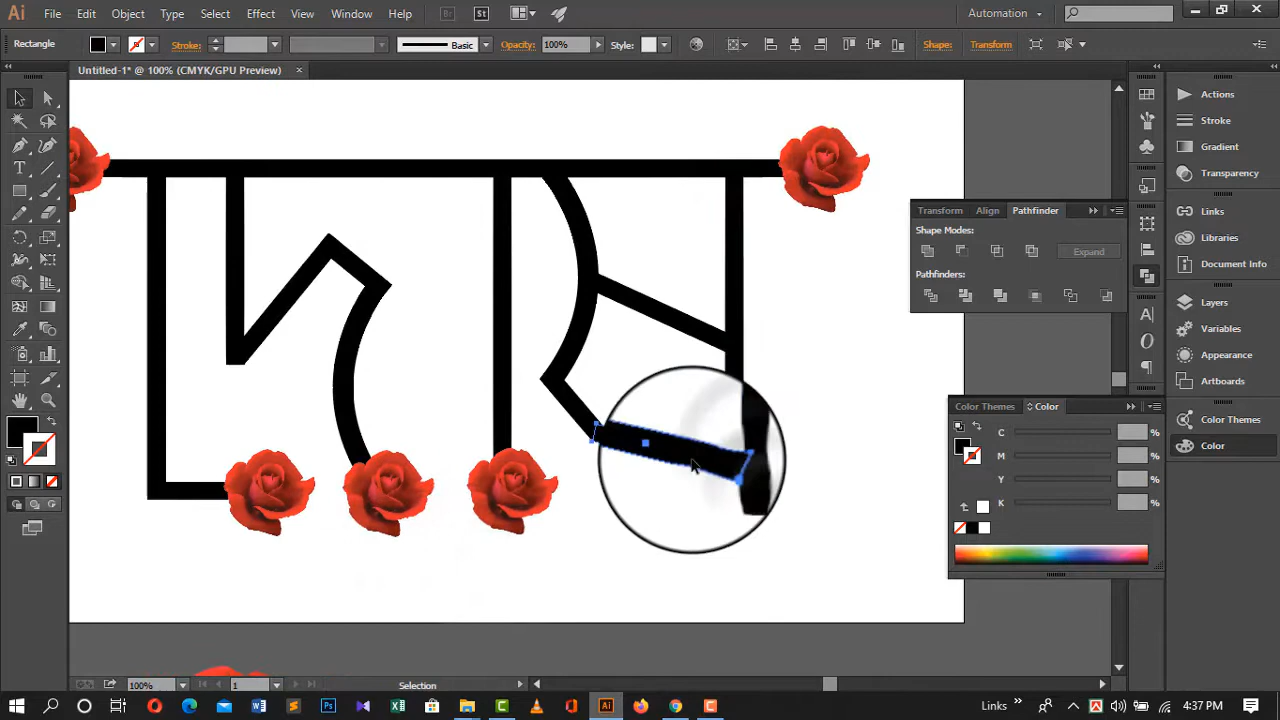 Ai File Edit Object Type Select Effect View Window Help Br St Automation
Rectangle Stroke: Basic Opacity: 100% Style: Shape: Transform
Untitled-1* @ 100% (CMYK/GPU Preview) ×
Actions
Stroke
Gradient
Transparency
Transform Align Pathfinder
Shape Modes:
Expand
Pathfinders:
Links
Libraries
Document Info
Layers
Variables
Appearance
Artboards
Color Themes Color
C %
M %
Y %
K %
Color Themes
Color
100% 1 Selection
Links » 4:37 PM